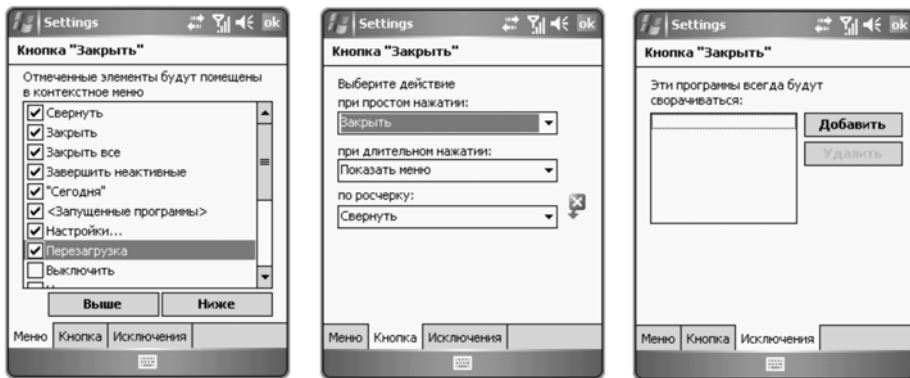 Settings
ok
Кнопка "Закрыть"
Отмеченные элементы будут помещены
в контекстное меню
Свернуть
Закрыть
Закрыть все
Завершить неактивные
"Сегодня"
<Запущенные программы>
Настройки...
Перезагрузка
Выключить
Выше Ниже
Меню Кнопка Исключения
Settings
ok
Кнопка "Закрыть"
Выберите действие
при простом нажатии:
Закрыть
при длительном нажатии:
Показать меню
по росчерку:
Свернуть
Меню Кнопка Исключения
Settings
ok
Кнопка "Закрыть"
Эти программы всегда будут
сворачиваться:
Добавить
Удалить
Меню Кнопка Исключения